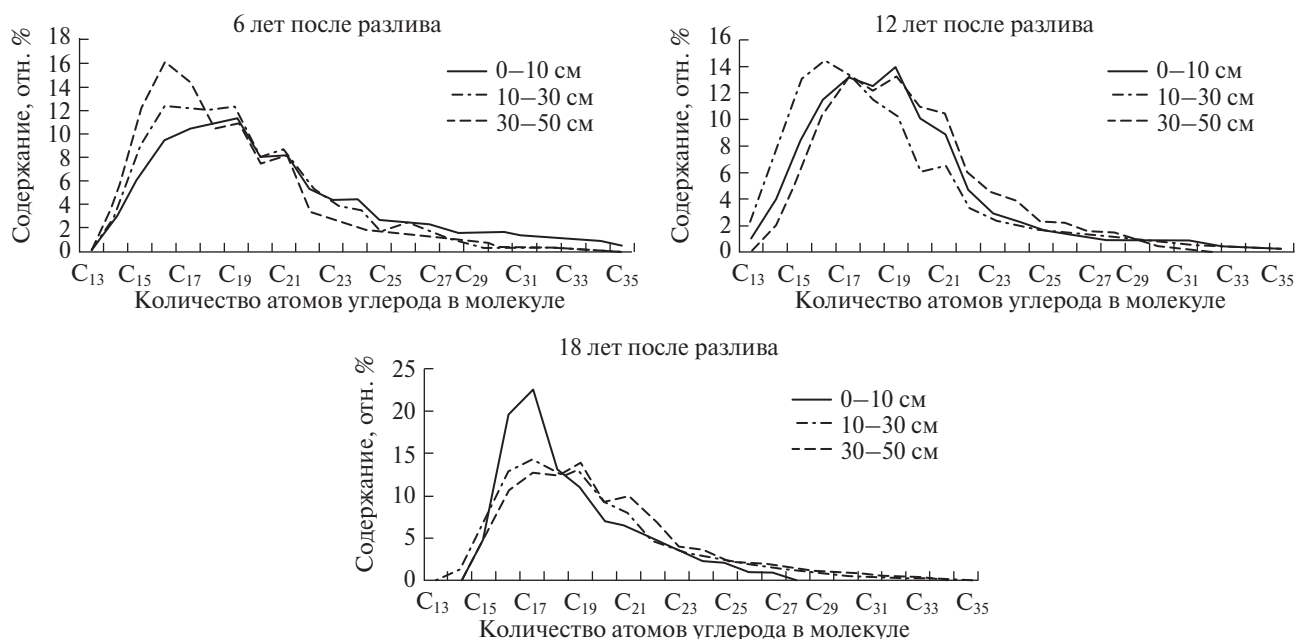 6 лет после разлива
Содержание, отн. %
18
16
14
12
10
8
6
4
2
0
0–10 см
10–30 см
30–50 см
C13 C15 C17 C19 C21 C23 C25 C27 C29 C31 C33 C35
Количество атомов углерода в молекуле
12 лет после разлива
Содержание, отн. %
16
14
12
10
8
6
4
2
0
0–10 см
10–30 см
30–50 см
C13 C15 C17 C19 C21 C23 C25 C27 C29 C31 C33 C35
Количество атомов углерода в молекуле
18 лет после разлива
Содержание, отн. %
25
20
15
10
5
0
0–10 см
10–30 см
30–50 см
C13 C15 C17 C19 C21 C23 C25 C27 C29 C31 C33 C35
Количество атомов углерода в молекуле